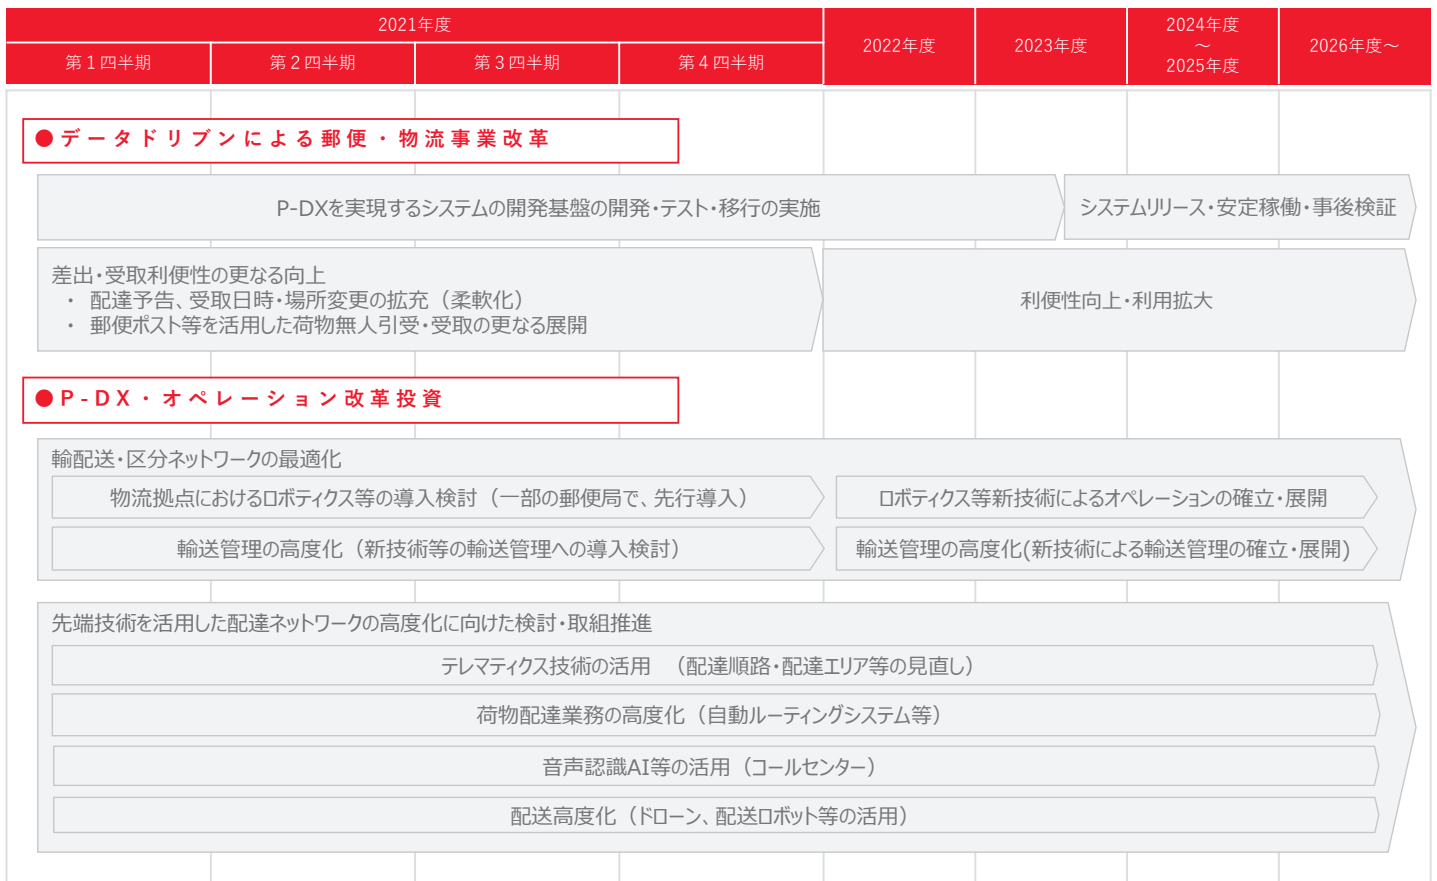 2021年度
第１四半期
第２四半期
第３四半期
第４四半期
2022年度
2023年度
2024年度
～
2025年度
2026年度～
●データドリブンによる郵便・物流事業改革
P-DXを実現するシステムの開発基盤の開発・テスト・移行の実施
システムリリース・安定稼働・事後検証
差出・受取利便性の更なる向上
・ 配達予告、受取日時・場所変更の拡充（柔軟化）
・ 郵便ポスト等を活用した荷物無人引受・受取の更なる展開
利便性向上・利用拡大
●P-DX・オペレーション改革投資
輸配送・区分ネットワークの最適化
物流拠点におけるロボティクス等の導入検討（一部の郵便局で、先行導入）
ロボティクス等新技術によるオペレーションの確立・展開
輸送管理の高度化（新技術等の輸送管理への導入検討）
輸送管理の高度化(新技術による輸送管理の確立・展開)
先端技術を活用した配達ネットワークの高度化に向けた検討・取組推進
テレマティクス技術の活用　（配達順路・配達エリア等の見直し）
荷物配達業務の高度化（自動ルーティングシステム等）
音声認識AI等の活用（コールセンター）
配送高度化（ドローン、配送ロボット等の活用）